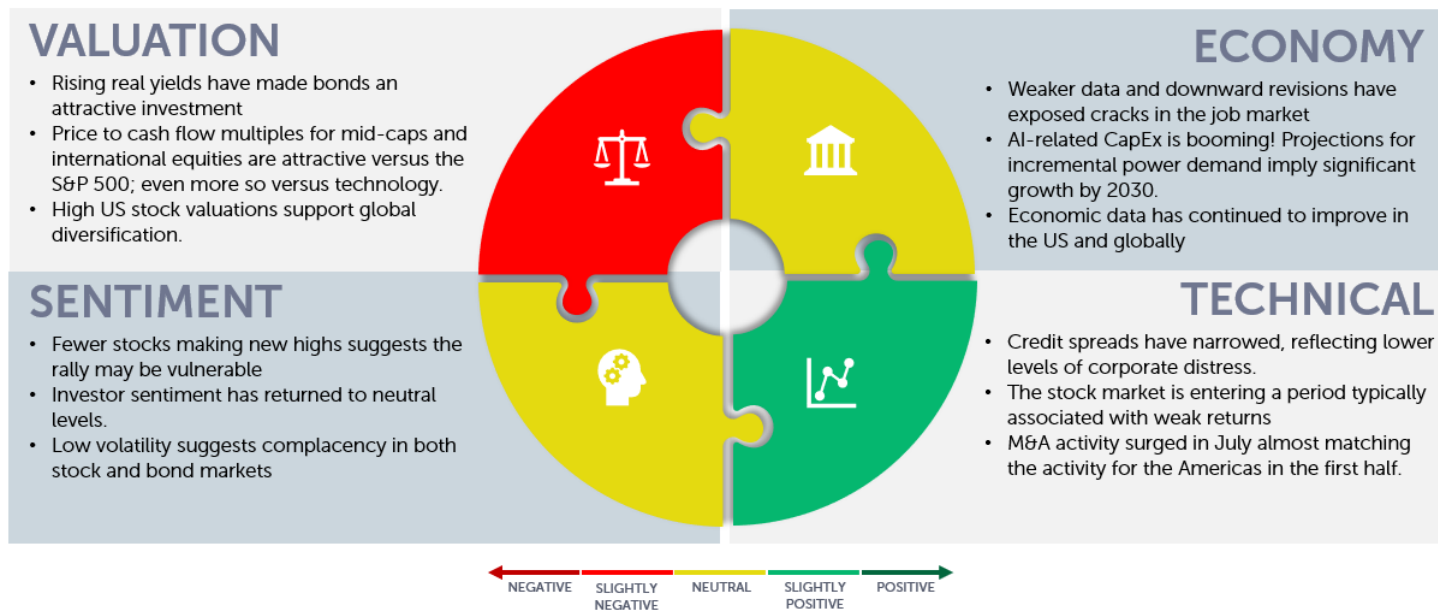 VALUATION
• Rising real yields have made bonds an
attractive investment
• Price to cash flow multiples for mid-caps and
international equities are attractive versus the
S&P 500; even more so versus technology.
• High US stock valuations support global
diversification.
ECONOMY
• Weaker data and downward revisions have
exposed cracks in the job market
• AI-related CapEx is booming! Projections for
incremental power demand imply significant
growth by 2030.
• Economic data has continued to improve in
the US and globally
SENTIMENT
• Fewer stocks making new highs suggests the
rally may be vulnerable
• Investor sentiment has returned to neutral
levels.
• Low volatility suggests complacency in both
stock and bond markets
TECHNICAL
• Credit spreads have narrowed, reflecting lower
levels of corporate distress.
• The stock market is entering a period typically
associated with weak returns
• M&A activity surged in July almost matching
the activity for the Americas in the first half.
NEGATIVE
SLIGHTLY
NEGATIVE
NEUTRAL
SLIGHTLY
POSITIVE
POSITIVE